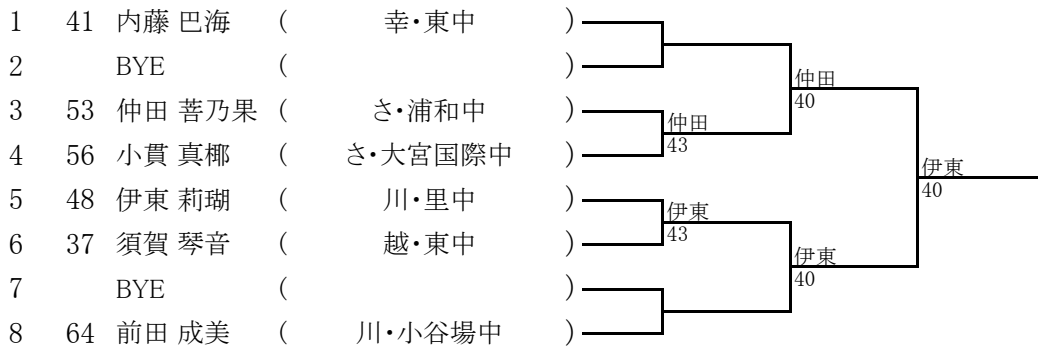 1 41 内藤 巴海 ( 幸・東中 )
2 BYE ( )
仲田
40
3 53 仲田 菩乃果 ( さ・浦和中 )
仲田
43
4 56 小貫 真椰 ( さ・大宮国際中 )
伊東
40
5 48 伊東 莉瑚 ( 川・里中 )
伊東
43
6 37 須賀 琴音 ( 越・東中 )
伊東
40
7 BYE ( )
8 64 前田 成美 ( 川・小谷場中 )